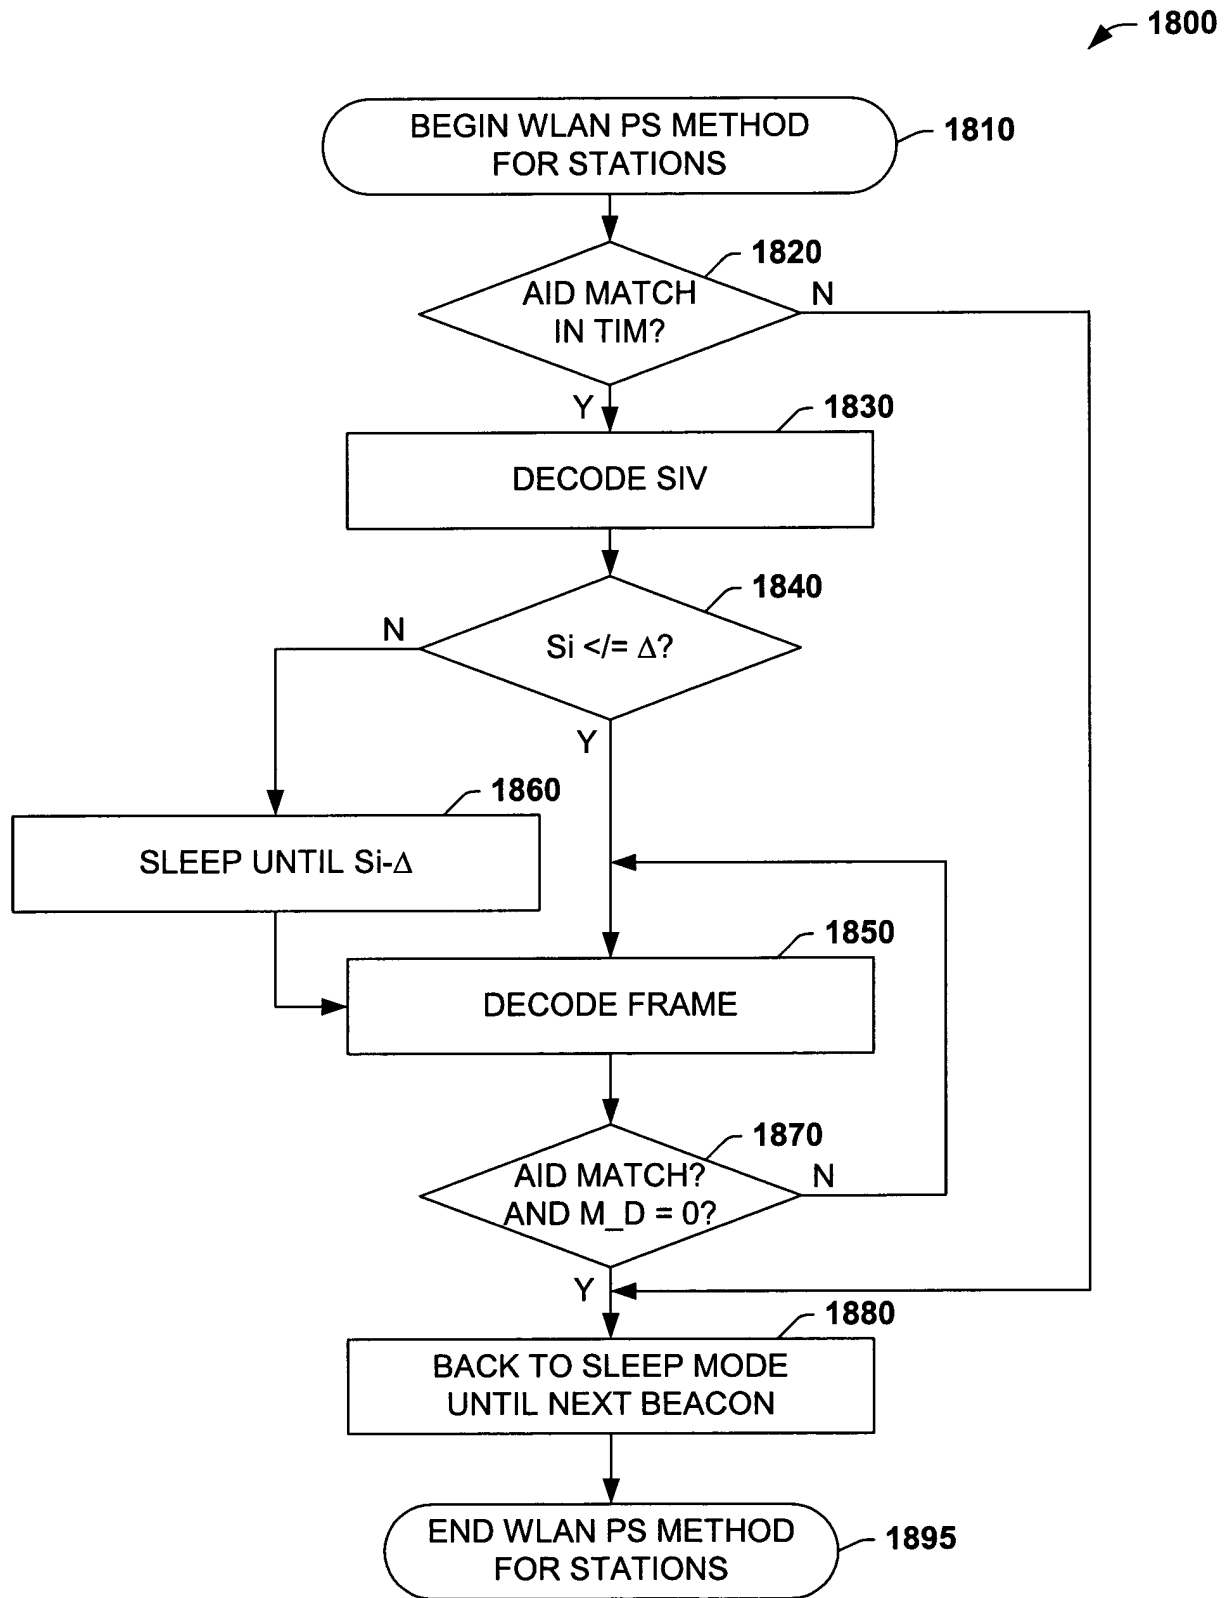 1800
BEGIN WLAN PS METHOD
FOR STATIONS
1810
1820
AID MATCH
IN TIM?
N
Y
1830
DECODE SIV
1840
N
Si </= Δ?
Y
1860
SLEEP UNTIL Si-Δ
1850
DECODE FRAME
1870
AID MATCH?
AND M_D = 0?
N
Y
1880
BACK TO SLEEP MODE
UNTIL NEXT BEACON
END WLAN PS METHOD
FOR STATIONS
1895